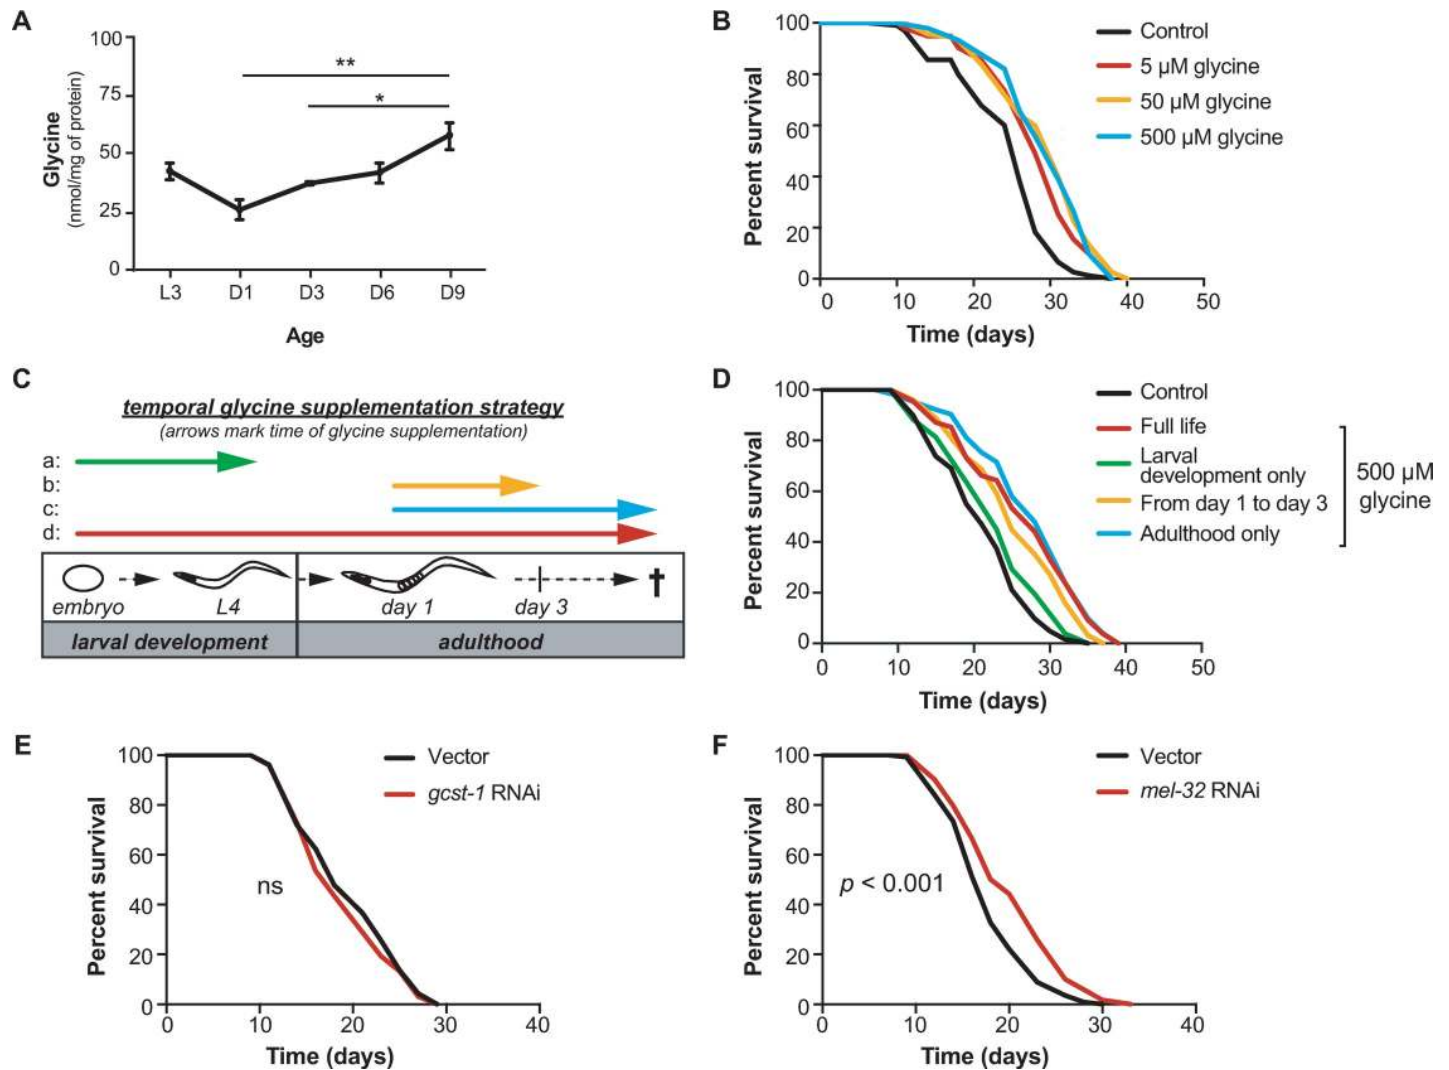 A
100
75
50
25
0
Glycine
(nmol/mg of protein)
**
*
L3 D1 D3 D6 D9
Age
B
100
80
60
40
20
0
Percent survival
0 10 20 30 40 50
Time (days)
Control
5 µM glycine
50 µM glycine
500 µM glycine
C
temporal glycine supplementation strategy
(arrows mark time of glycine supplementation)
a:
b:
c:
d:
embryo L4 day 1 day 3
larval development adulthood
D
100
80
60
40
20
0
Percent survival
0 10 20 30 40 50
Time (days)
Control
Full life
Larval
development only
From day 1 to day 3
Adulthood only
500 µM
glycine
E
100
80
60
40
20
0
Percent survival
ns
0 10 20 30 40
Time (days)
Vector
gcst-1 RNAi
F
100
80
60
40
20
0
Percent survival
p < 0.001
0 10 20 30 40
Time (days)
Vector
mel-32 RNAi